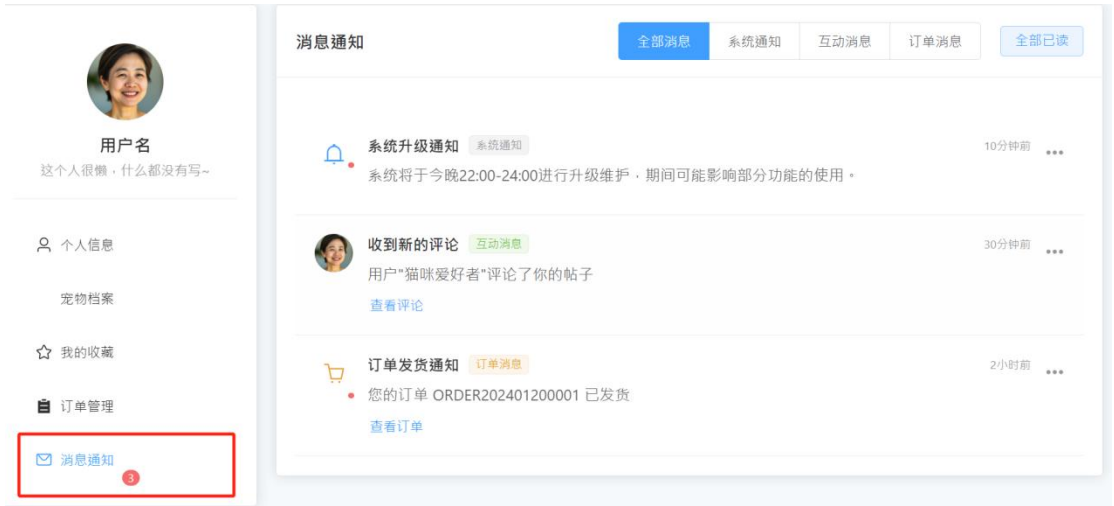 用户名
这个人很懒，什么都没有写~
个人信息
宠物档案
我的收藏
订单管理
消息通知
3
消息通知
全部消息 系统通知 互动消息 订单消息 全部已读
系统升级通知 系统通知 10分钟前
系统将于今晚22:00-24:00进行升级维护，期间可能影响部分功能的使用。
收到新的评论 互动消息 30分钟前
用户"猫咪爱好者"评论了你的帖子
查看评论
订单发货通知 订单消息 2小时前
您的订单 ORDER202401200001 已发货
查看订单